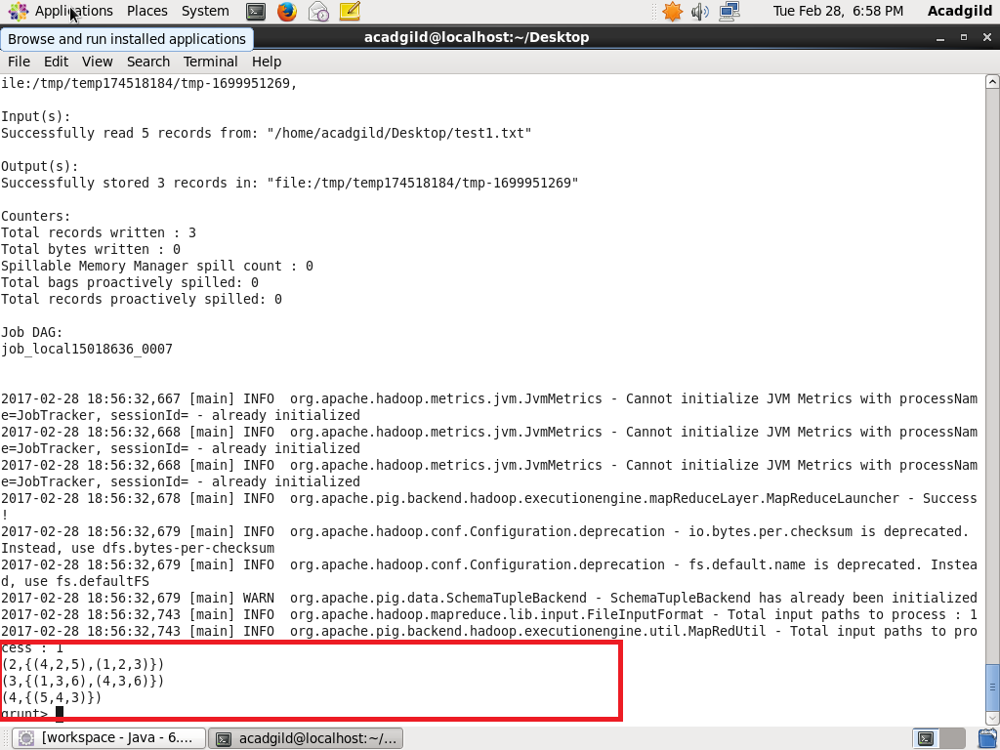 Applications Places System Tue Feb 28, 6:58 PM Acadgild
Browse and run installed applications
acadgild@localhost:~/Desktop
File Edit View Search Terminal Help
ile:/tmp/temp174518184/tmp-1699951269,
Input(s):
Successfully read 5 records from: "/home/acadgild/Desktop/test1.txt"
Output(s):
Successfully stored 3 records in: "file:/tmp/temp174518184/tmp-1699951269"
Counters:
Total records written : 3
Total bytes written : 0
Spillable Memory Manager spill count : 0
Total bags proactively spilled: 0
Total records proactively spilled: 0
Job DAG:
job_local15018636_0007
2017-02-28 18:56:32,667 [main] INFO  org.apache.hadoop.metrics.jvm.JvmMetrics - Cannot initialize JVM Metrics with processNam
e=JobTracker, sessionId= - already initialized
2017-02-28 18:56:32,668 [main] INFO  org.apache.hadoop.metrics.jvm.JvmMetrics - Cannot initialize JVM Metrics with processNam
e=JobTracker, sessionId= - already initialized
2017-02-28 18:56:32,668 [main] INFO  org.apache.hadoop.metrics.jvm.JvmMetrics - Cannot initialize JVM Metrics with processNam
e=JobTracker, sessionId= - already initialized
2017-02-28 18:56:32,678 [main] INFO  org.apache.pig.backend.hadoop.executionengine.mapReduceLayer.MapReduceLauncher - Success
!
2017-02-28 18:56:32,679 [main] INFO  org.apache.hadoop.conf.Configuration.deprecation - io.bytes.per.checksum is deprecated.
Instead, use dfs.bytes-per-checksum
2017-02-28 18:56:32,679 [main] INFO  org.apache.hadoop.conf.Configuration.deprecation - fs.default.name is deprecated. Instea
d, use fs.defaultFS
2017-02-28 18:56:32,679 [main] WARN  org.apache.pig.data.SchemaTupleBackend - SchemaTupleBackend has already been initialized
2017-02-28 18:56:32,743 [main] INFO  org.apache.hadoop.mapreduce.lib.input.FileInputFormat - Total input paths to process : 1
2017-02-28 18:56:32,743 [main] INFO  org.apache.pig.backend.hadoop.executionengine.util.MapRedUtil - Total input paths to pro
cess : 1
(2,{(4,2,5),(1,2,3)})
(3,{(1,3,6),(4,3,6)})
(4,{(5,4,3)})
grunt>
[workspace - Java - 6.... acadgild@localhost:~/...